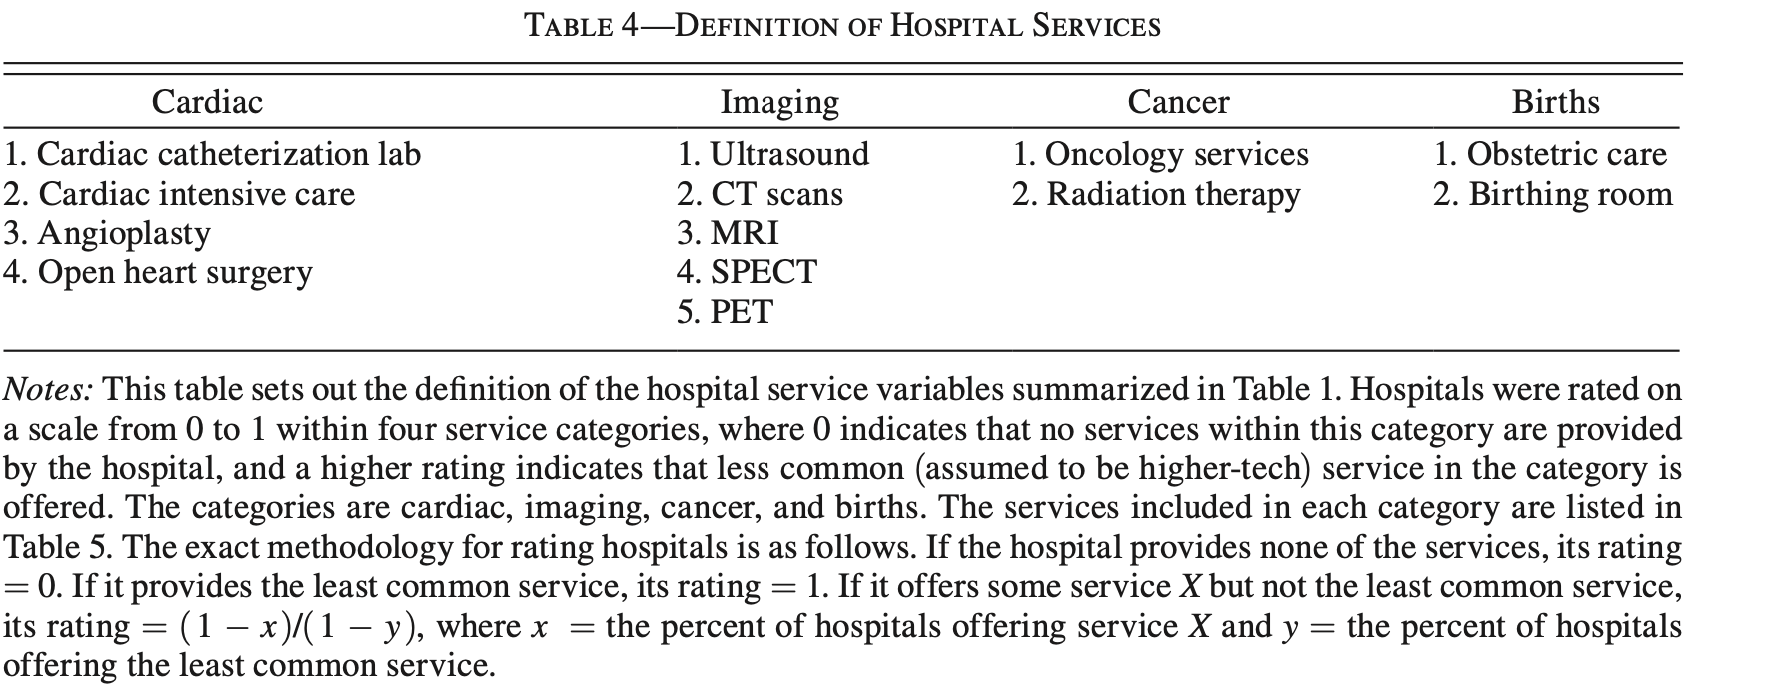 TABLE 4—DEFINITION OF HOSPITAL SERVICES
Cardiac Imaging Cancer Births
1. Cardiac catheterization lab 1. Ultrasound 1. Oncology services 1. Obstetric care
2. Cardiac intensive care 2. CT scans 2. Radiation therapy 2. Birthing room
3. Angioplasty 3. MRI
4. Open heart surgery 4. SPECT
5. PET
Notes: This table sets out the definition of the hospital service variables summarized in Table 1. Hospitals were rated on
a scale from 0 to 1 within four service categories, where 0 indicates that no services within this category are provided
by the hospital, and a higher rating indicates that less common (assumed to be higher-tech) service in the category is
offered. The categories are cardiac, imaging, cancer, and births. The services included in each category are listed in
Table 5. The exact methodology for rating hospitals is as follows. If the hospital provides none of the services, its rating
= 0. If it provides the least common service, its rating = 1. If it offers some service X but not the least common service,
its rating = (1 − x)/(1 − y), where x = the percent of hospitals offering service X and y = the percent of hospitals
offering the least common service.